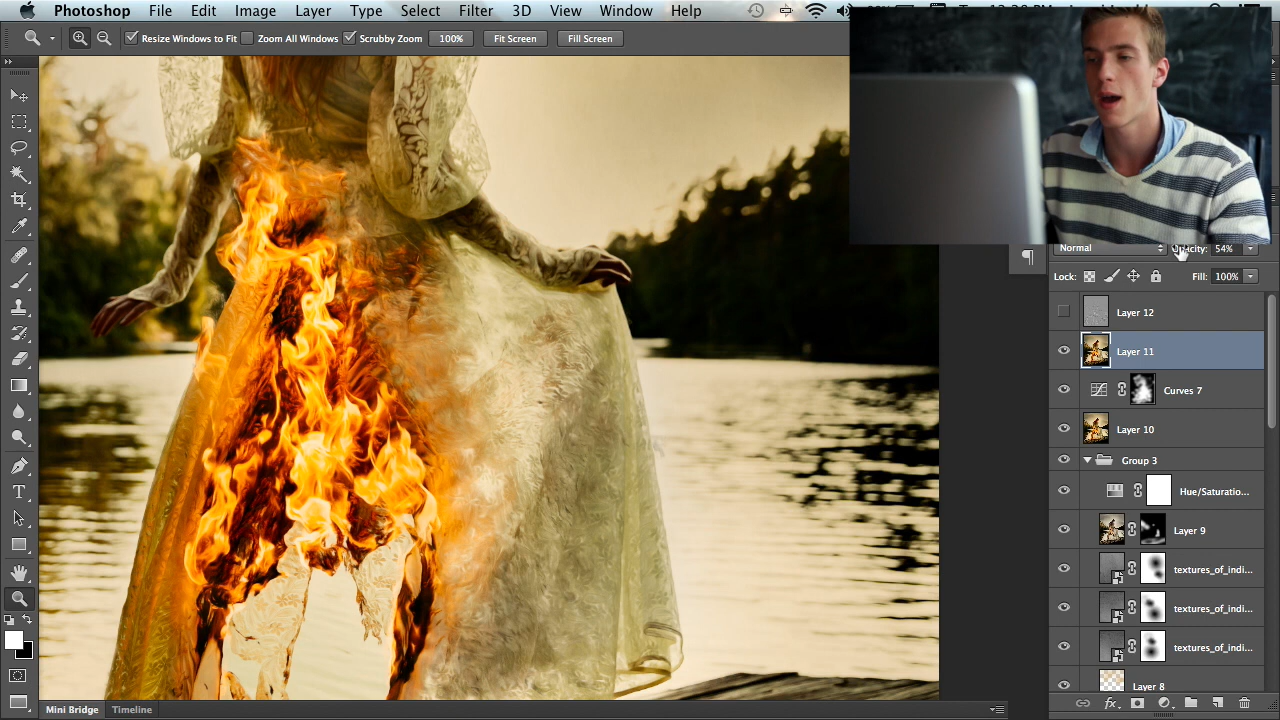 Photoshop File Edit Image Layer Type Select Filter 3D View Window Help
Resize Windows to Fit Zoom All Windows Scrubby Zoom 100% Fit Screen Fill Screen
Normal Opacity: 54%
Lock: Fill: 100%
Layer 12
Layer 11
Curves 7
Layer 10
Group 3
Hue/Saturatio...
Layer 9
textures_of_indi...
textures_of_indi...
textures_of_indi...
Layer 8
T
Mini Bridge Timeline